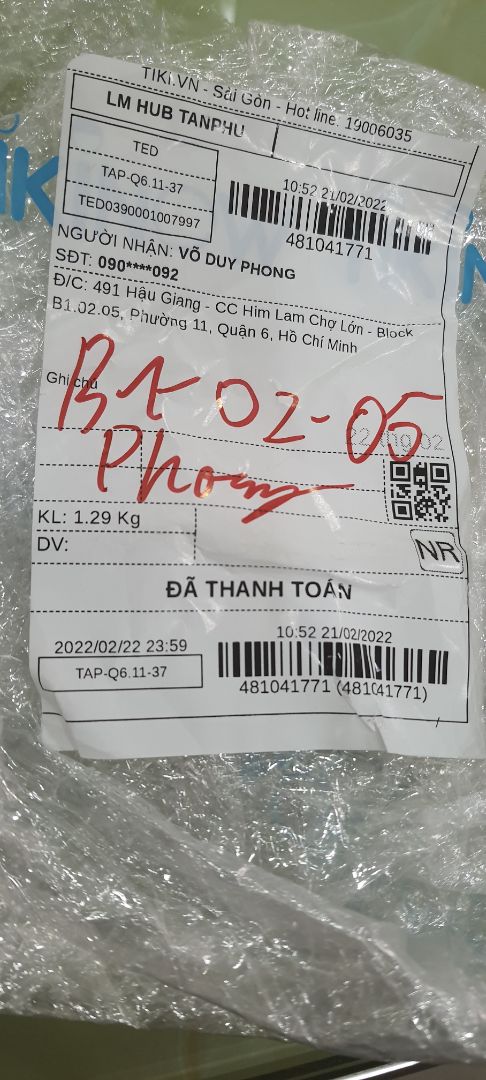 TIKI.VN - Sài Gòn - Hot line: 19006035
LM HUB TANPHU
TED
TAP-Q6.11-37
TED0390001007997
10:52 21/02/2022
481041771
NGƯỜI NHẬN: VÕ DUY PHONG
SĐT: 090****092
Đ/C: 491 Hậu Giang - CC Him Lam Chợ Lớn - Block
B1.02.05, Phường 11, Quận 6, Hồ Chí Minh
Ghi chú
B1 02-05
Phong
KL: 1.29 Kg
DV:
NR
ĐÃ THANH TOÁN
2022/02/22 23:59
TAP-Q6.11-37
10:52 21/02/2022
481041771 (481041771)